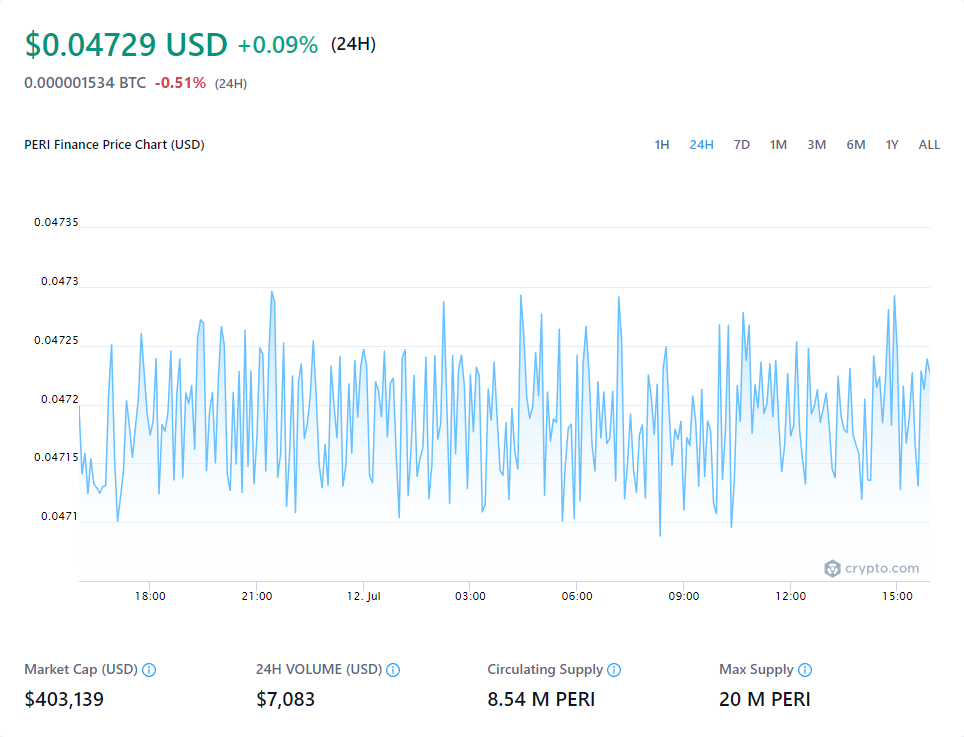 $0.04729 USD +0.09% (24H)
0.000001534 BTC -0.51% (24H)
PERI Finance Price Chart (USD) 1H 24H 7D 1M 3M 6M 1Y ALL
0.04735
0.0473
0.04725
0.0472
0.04715
0.0471
crypto.com
18:00 21:00 12. Jul 03:00 06:00 09:00 12:00 15:00
Market Cap (USD) 24H VOLUME (USD) Circulating Supply Max Supply
$403,139 $7,083 8.54 M PERI 20 M PERI